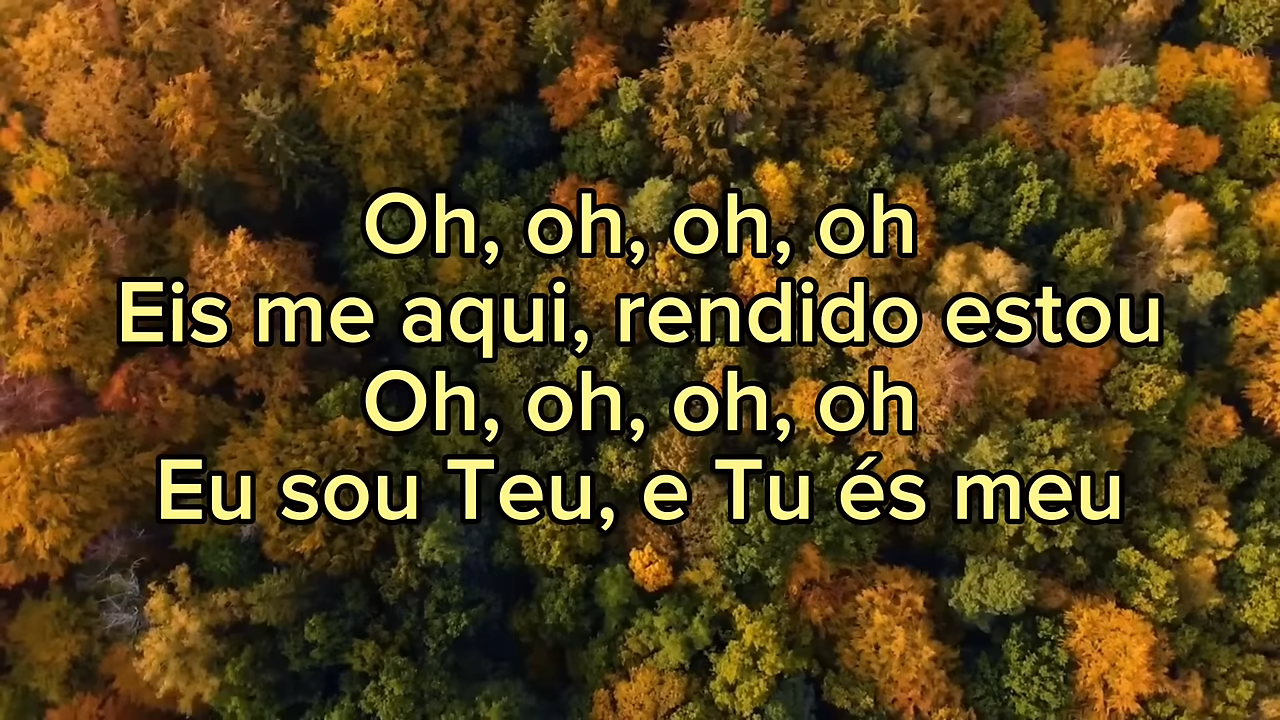 Oh, oh, oh, oh
Eis me aqui, rendido estou
Oh, oh, oh, oh
Eu sou Teu, e Tu és meu